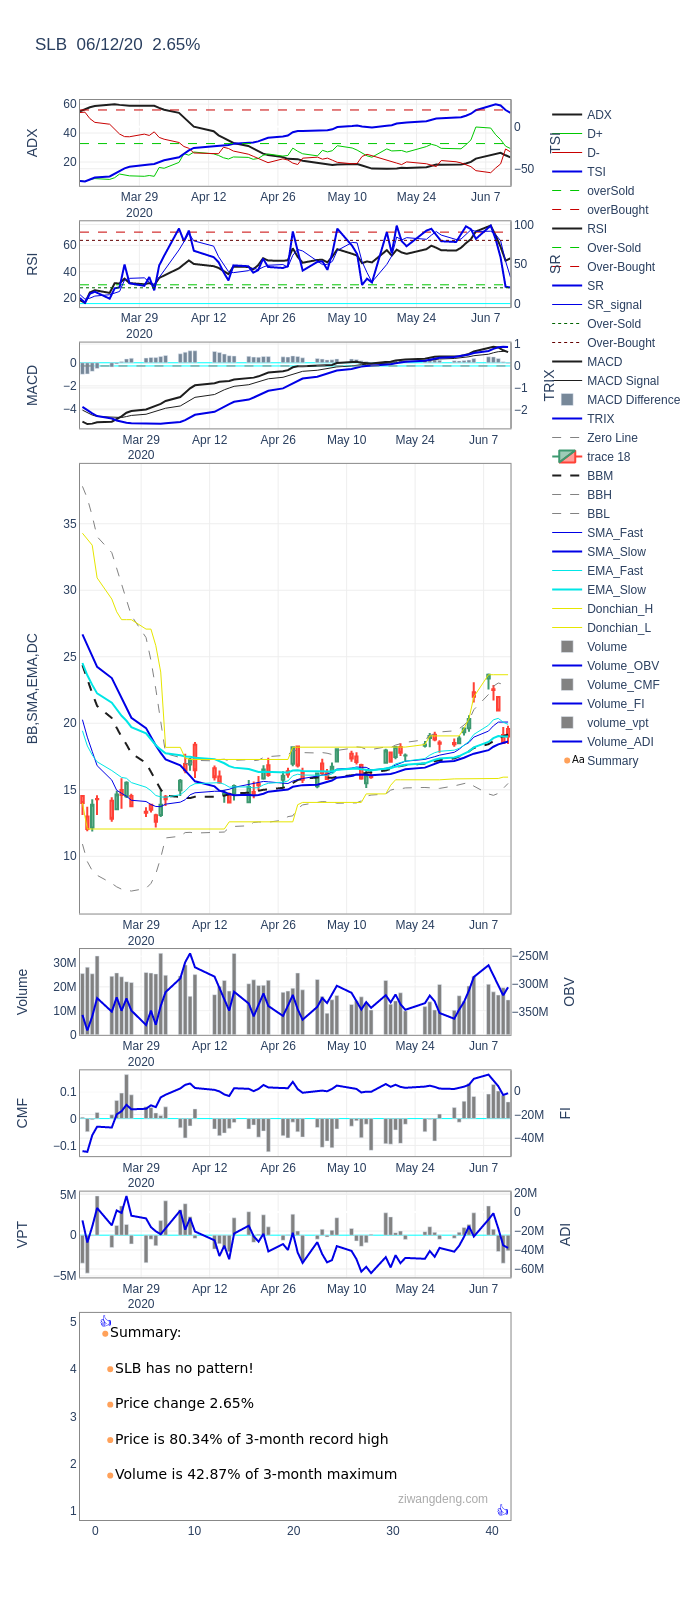 SLB  06/12/20  2.65%
60
40
20
ADX
0
−50
TSI
Mar 29
2020
Apr 12
Apr 26
May 10
May 24
Jun 7
60
40
20
RSI
100
50
0
SR
Mar 29
2020
Apr 12
Apr 26
May 10
May 24
Jun 7
0
−2
−4
MACD
1
0
−1
−2
TRIX
Mar 29
2020
Apr 12
Apr 26
May 10
May 24
Jun 7
35
30
25
20
15
10
BB,SMA,EMA,DC
Mar 29
2020
Apr 12
Apr 26
May 10
May 24
Jun 7
30M
20M
10M
0
Volume
−250M
−300M
−350M
OBV
Mar 29
2020
Apr 12
Apr 26
May 10
May 24
Jun 7
0.1
0
−0.1
CMF
0
−20M
−40M
FI
Mar 29
2020
Apr 12
Apr 26
May 10
May 24
Jun 7
5M
0
−5M
VPT
20M
0
−20M
−40M
−60M
ADI
Mar 29
2020
Apr 12
Apr 26
May 10
May 24
Jun 7
5
4
3
2
1
Summary:
SLB has no pattern!
Price change 2.65%
Price is 80.34% of 3-month record high
Volume is 42.87% of 3-month maximum
ziwangdeng.com
0
10
20
30
40
ADX
D+
D-
TSI
overSold
overBought
RSI
Over-Sold
Over-Bought
SR
SR_signal
Over-Sold
Over-Bought
MACD
MACD Signal
MACD Difference
TRIX
Zero Line
trace 18
BBM
BBH
BBL
SMA_Fast
SMA_Slow
EMA_Fast
EMA_Slow
Donchian_H
Donchian_L
Volume
Volume_OBV
Volume_CMF
Volume_FI
volume_vpt
Volume_ADI
Aa Summary